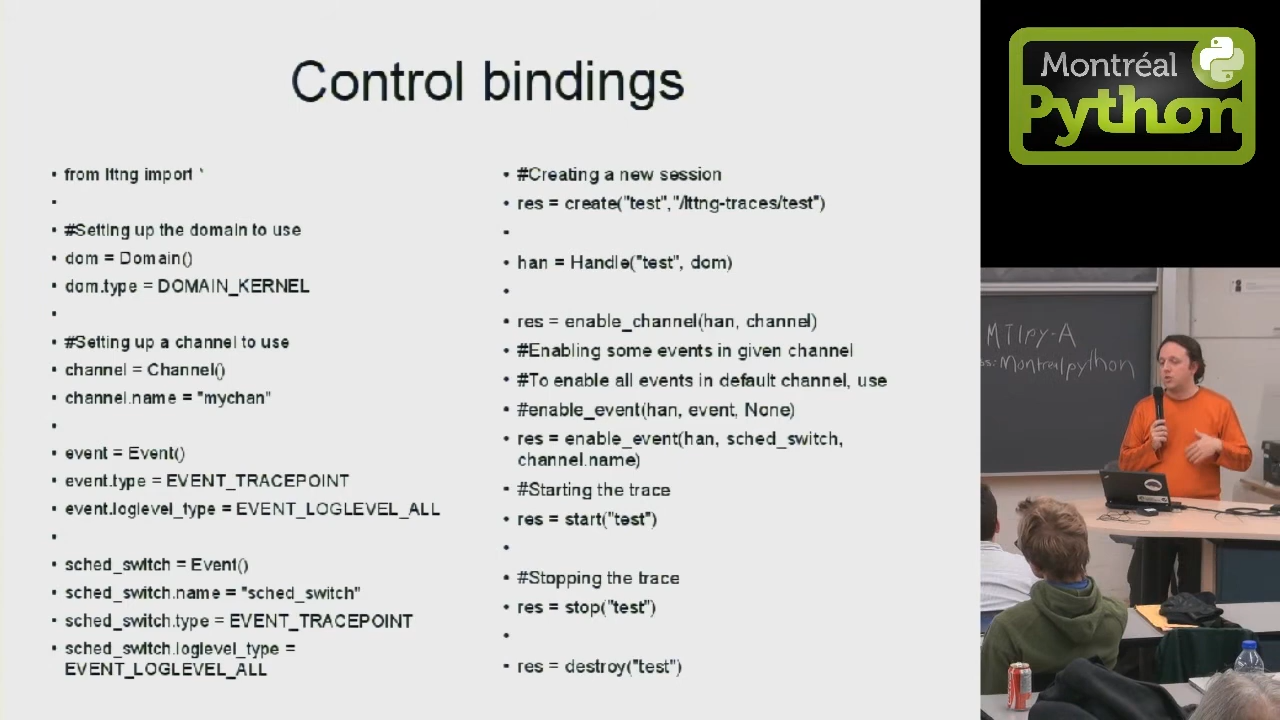 Control bindings
from lttng import *
#Setting up the domain to use
dom = Domain()
dom.type = DOMAIN_KERNEL
#Setting up a channel to use
channel = Channel()
channel.name = "mychan"
event = Event()
event.type = EVENT_TRACEPOINT
event.loglevel_type = EVENT_LOGLEVEL_ALL
sched_switch = Event()
sched_switch.name = "sched_switch"
sched_switch.type = EVENT_TRACEPOINT
sched_switch.loglevel_type =
EVENT_LOGLEVEL_ALL
#Creating a new session
res = create("test","/lttng-traces/test")
han = Handle("test", dom)
res = enable_channel(han, channel)
#Enabling some events in given channel
#To enable all events in default channel, use
#enable_event(han, event, None)
res = enable_event(han, sched_switch,
channel.name)
#Starting the trace
res = start("test")
#Stopping the trace
res = stop("test")
res = destroy("test")
Montréal
Python
MTLpy-A
Montrealpython